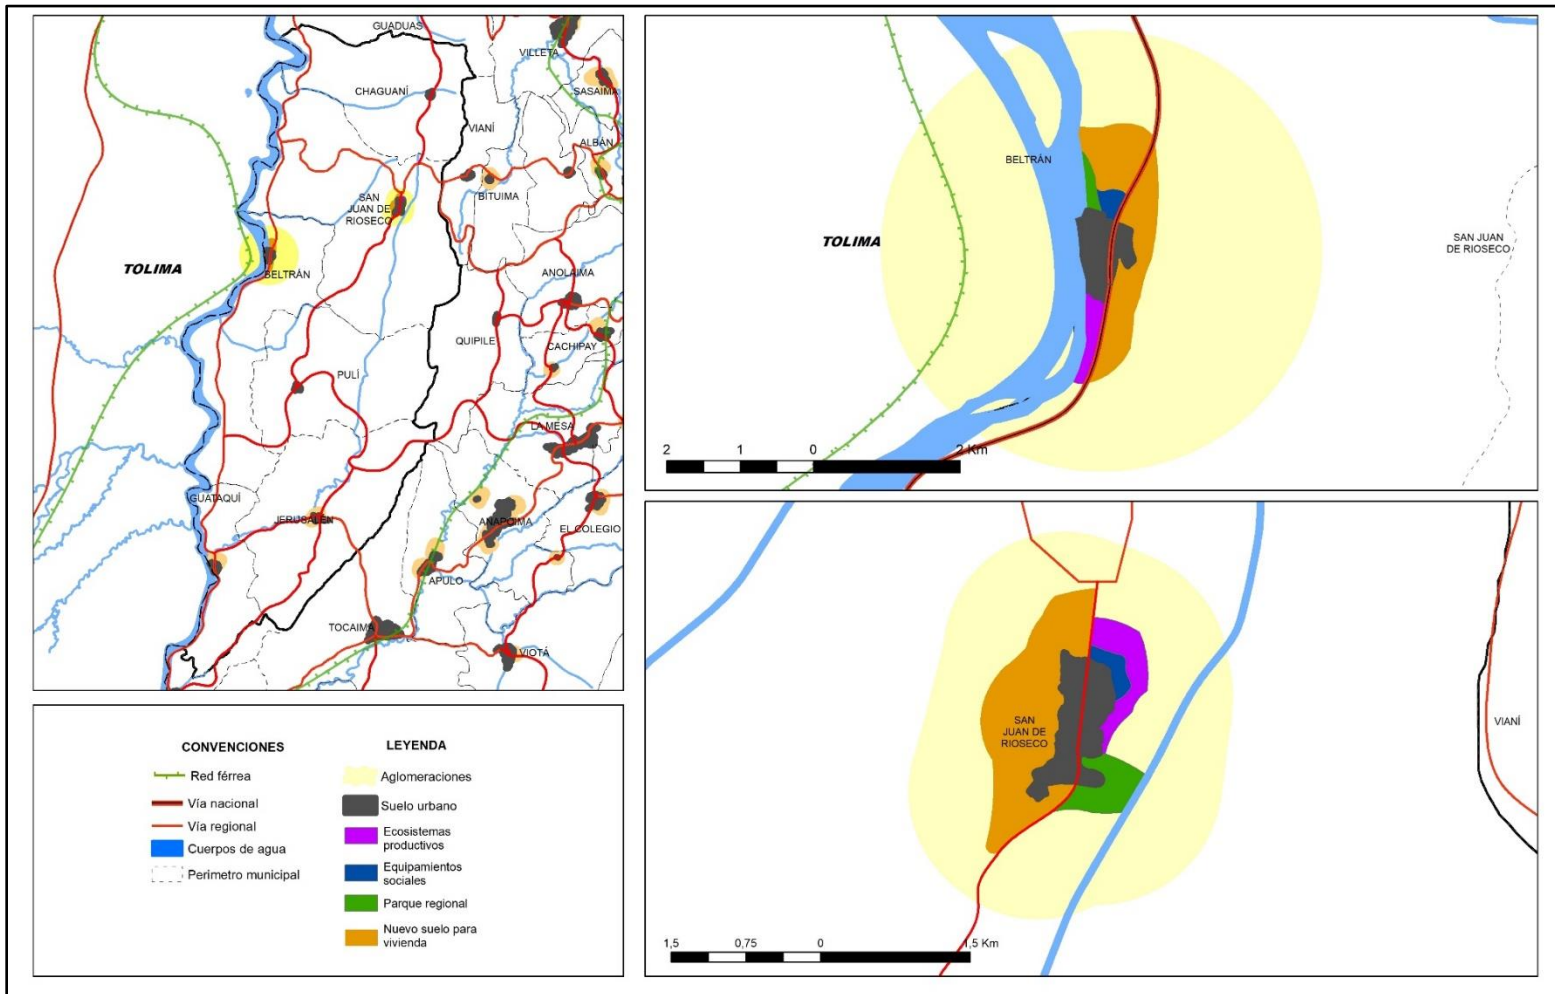 GUADUAS
VILLETA
SASAIMA
CHAGUANÍ
VIANÍ
ALBÁN
BITUIMA
SAN
JUAN DE
RIOSECO
TOLIMA
BELTRÁN
ANOLAIMA
QUIPILE
CACHIPAY
PULÍ
LA MESA
GUATAQUÍ
JERUSALÉN
ANAPOIMA
EL COLEGIO
APULO
TOCAIMA
VIOTÁ
BELTRÁN
TOLIMA
SAN JUAN
DE RIOSECO
2 1 0 2 Km
SAN
JUAN DE
RIOSECO
VIANÍ
1,5 0,75 0 1,5 Km
CONVENCIONES
Red férrea
Vía nacional
Vía regional
Cuerpos de agua
Perimetro municipal
LEYENDA
Aglomeraciones
Suelo urbano
Ecosistemas
productivos
Equipamientos
sociales
Parque regional
Nuevo suelo para
vivienda